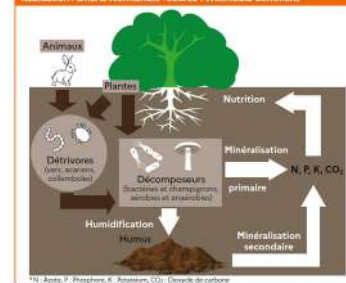 Animaux
Plantes
Nutrition
Détrivores
(vers, acariens,
collemboles)
Décomposeurs
(bactéries et champignons,
aérobies et anaérobies)
Minéralisation
primaire
N, P, K, CO₂
Humidification
Humus
Minéralisation
secondaire
*N : Azote, P : Phosphore, K : Potassium, CO₂ : Dioxyde de carbone